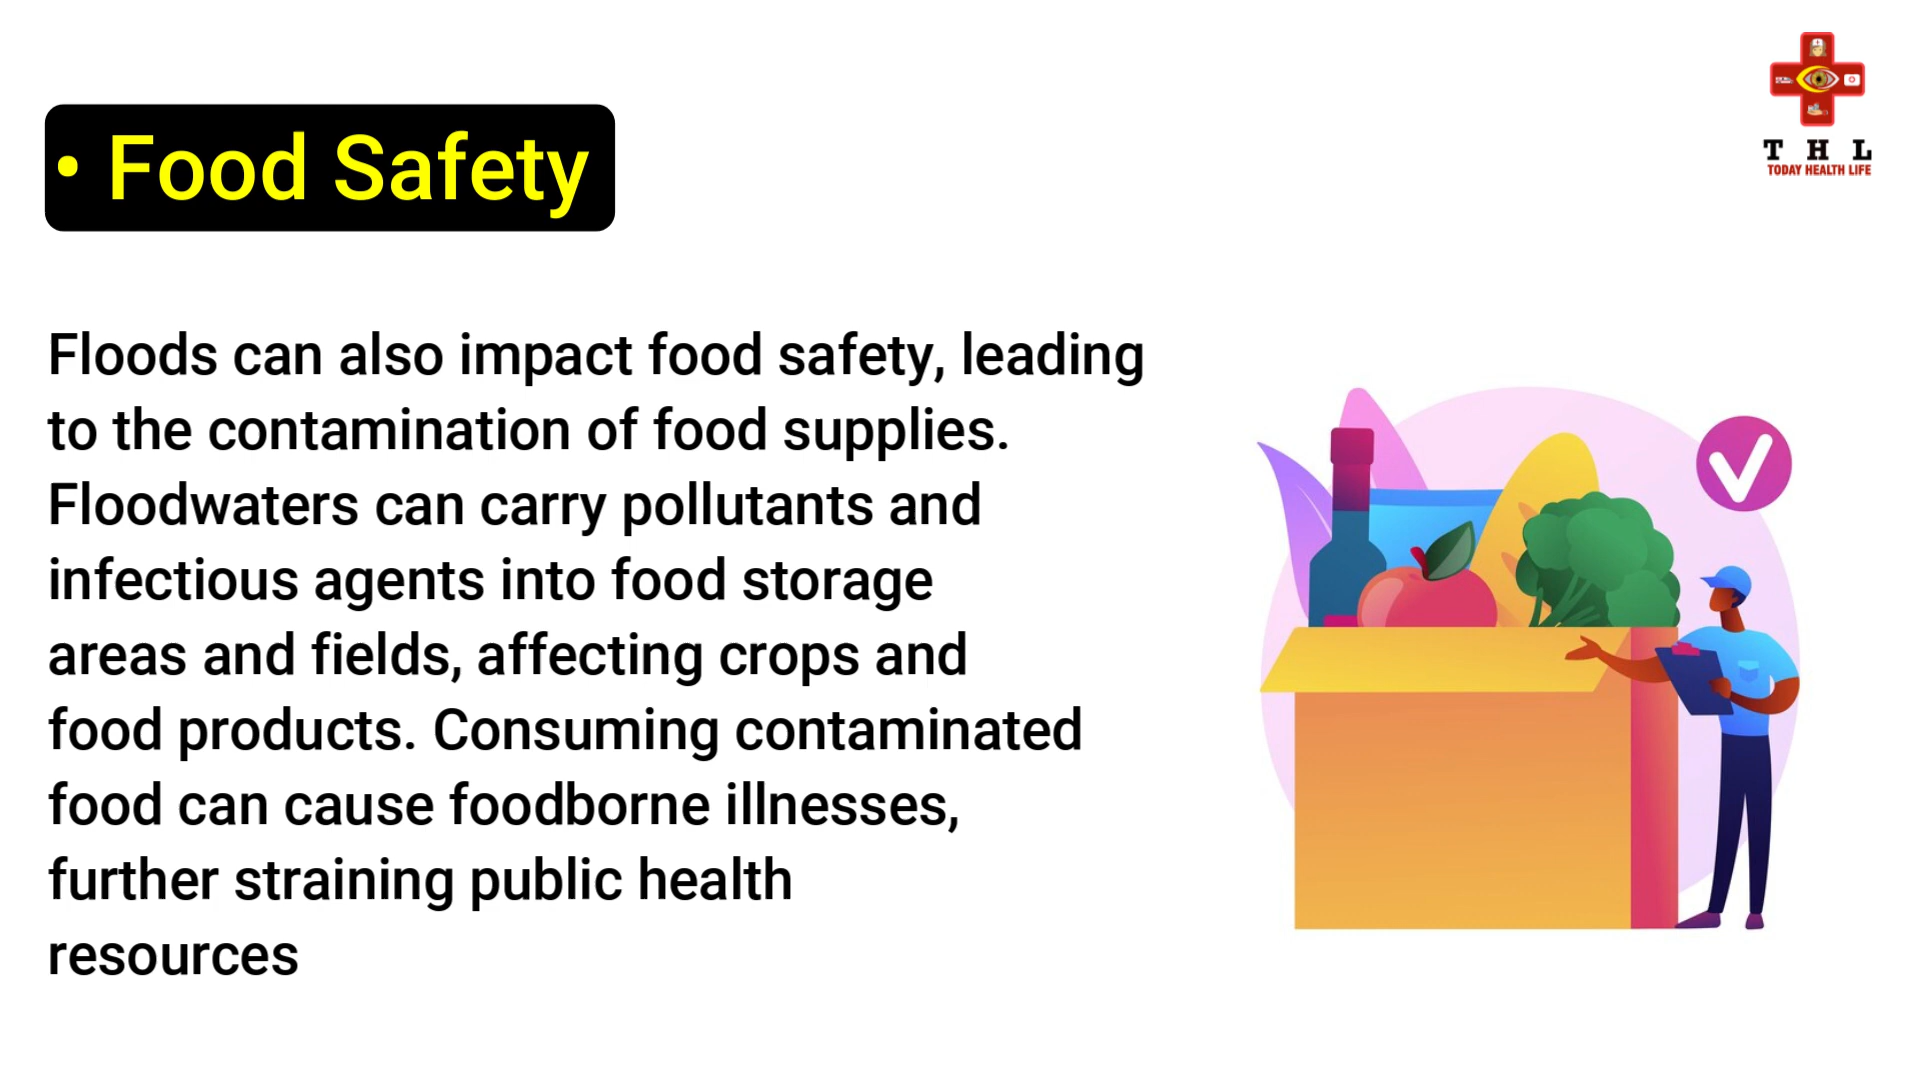 • Food Safety
Floods can also impact food safety, leading
to the contamination of food supplies.
Floodwaters can carry pollutants and
infectious agents into food storage
areas and fields, affecting crops and
food products. Consuming contaminated
food can cause foodborne illnesses,
further straining public health
resources
T H L
TODAY HEALTH LIFE